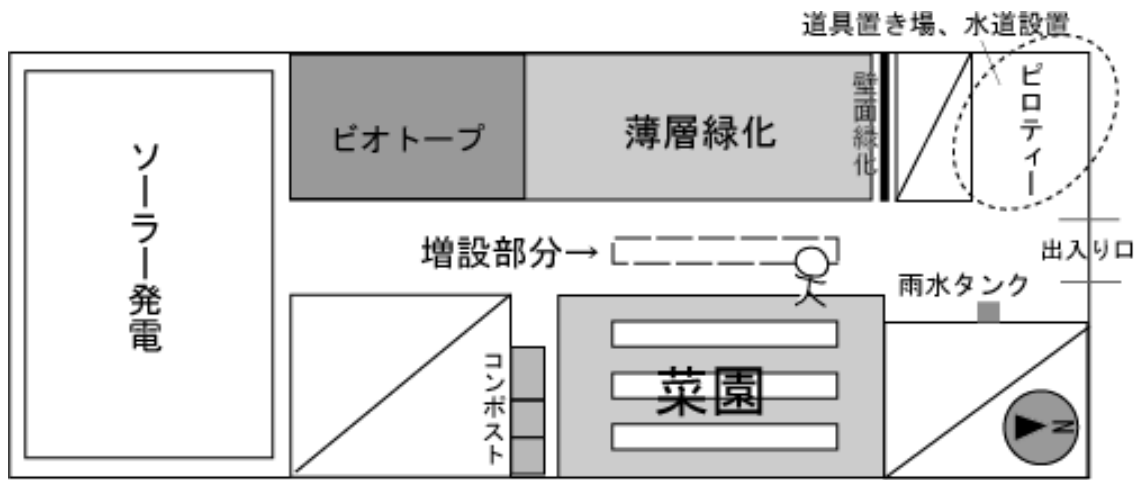 道具置き場、水道設置
ソーラー発電
ビオトープ
薄層緑化
壁面緑化
ピロティー
増設部分→
出入り口
雨水タンク
コンポスト
菜園
N